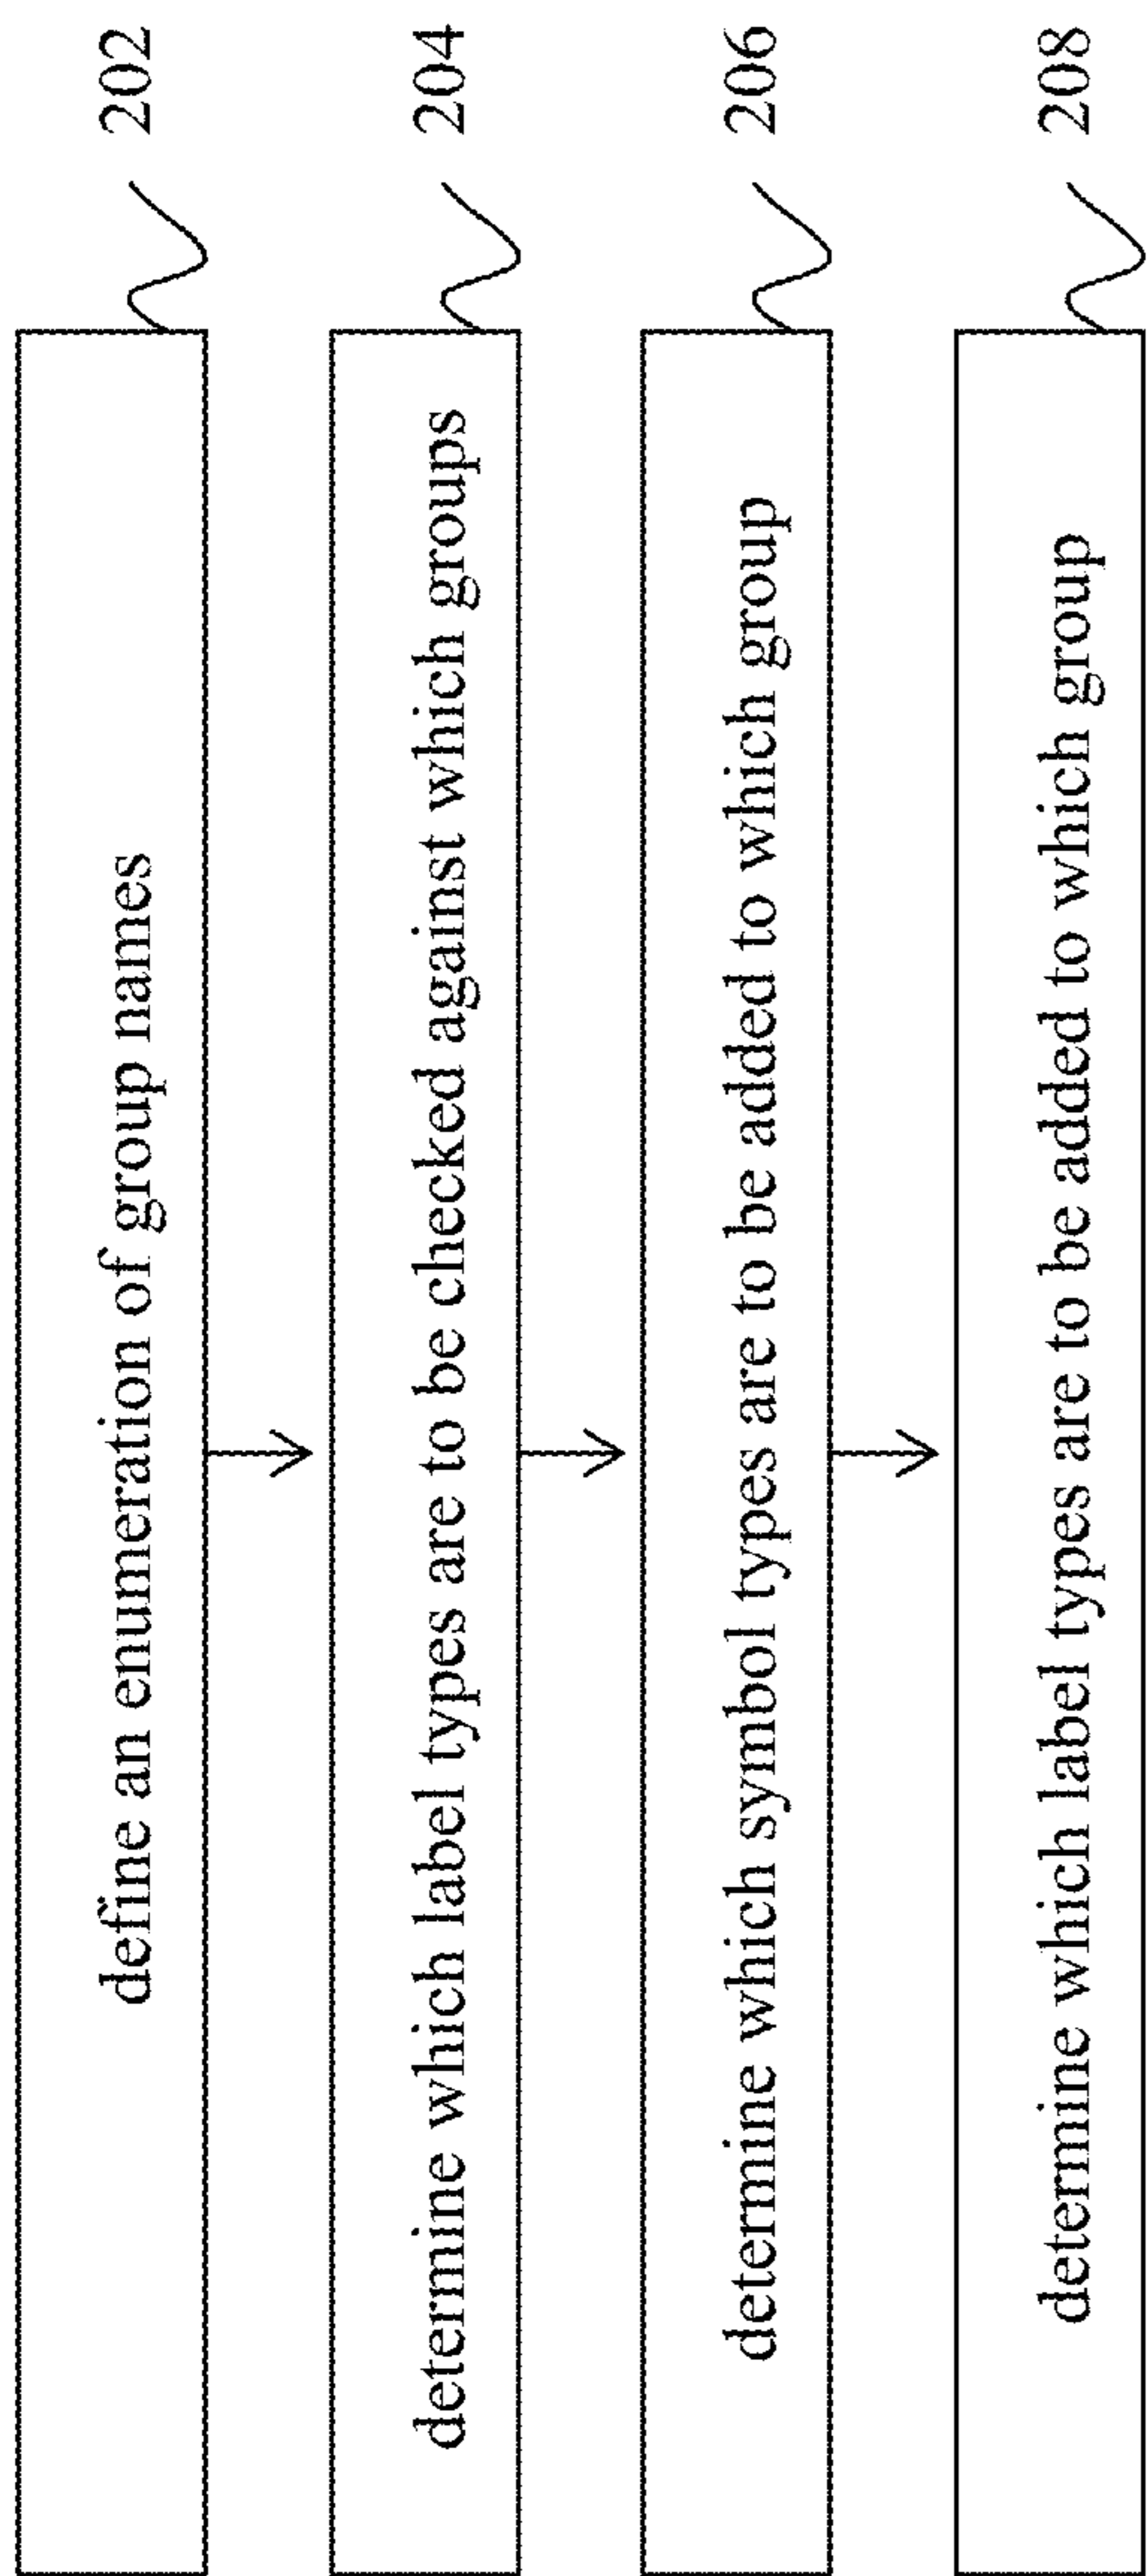 define an enumeration of group names
202
determine which label types are to be checked against which groups
204
determine which symbol types are to be added to which group
206
determine which label types are to be added to which group
208